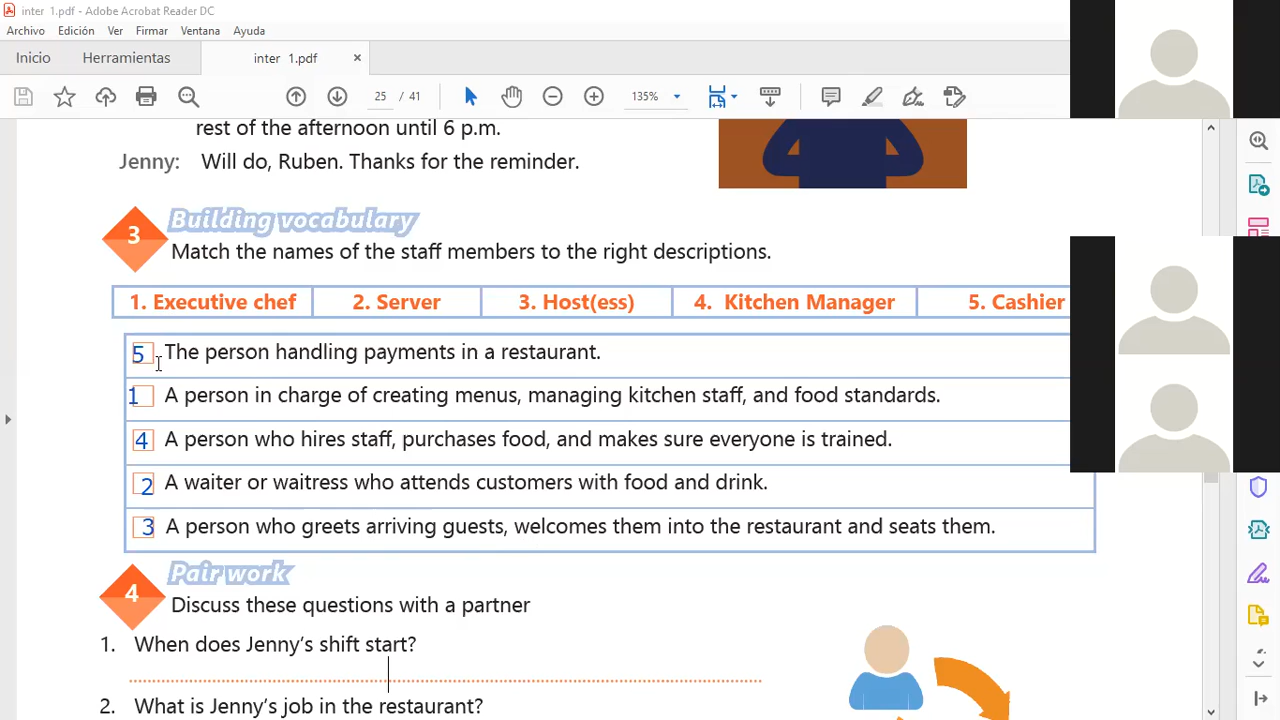 inter 1.pdf - Adobe Acrobat Reader DC
Archivo Edición Ver Firmar Ventana Ayuda
Inicio Herramientas inter 1.pdf ×
25 / 41 135%
rest of the afternoon until 6 p.m.
Jenny: Will do, Ruben. Thanks for the reminder.
3 Building vocabulary
Match the names of the staff members to the right descriptions.
1. Executive chef 2. Server 3. Host(ess) 4. Kitchen Manager 5. Cashier
5 The person handling payments in a restaurant.
1 A person in charge of creating menus, managing kitchen staff, and food standards.
4 A person who hires staff, purchases food, and makes sure everyone is trained.
2 A waiter or waitress who attends customers with food and drink.
3 A person who greets arriving guests, welcomes them into the restaurant and seats them.
4 Pair work
Discuss these questions with a partner
1. When does Jenny's shift start?
2. What is Jenny's job in the restaurant?